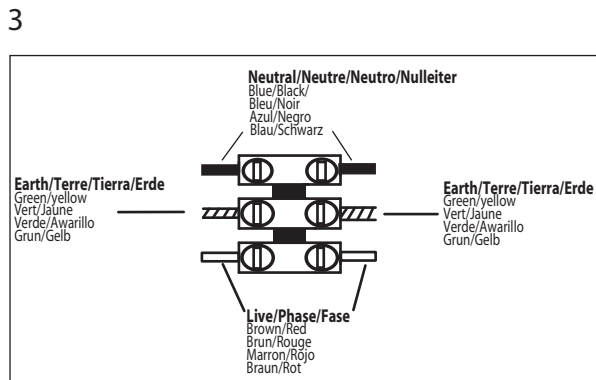 3
Neutral/Neutre/Neutro/Nulleiter
Blue/Black/
Bleu/Noir
Azul/Negro
Blau/Schwarz
Earth/Terre/Tierra/Erde
Green/yellow
Vert/Jaune
Verde/Awarillo
Grun/Gelb
Earth/Terre/Tierra/Erde
Green/yellow
Vert/Jaune
Verde/Awarillo
Grun/Gelb
Live/Phase/Fase
Brown/Red
Brun/Rouge
Marron/Rojo
Braun/Rot